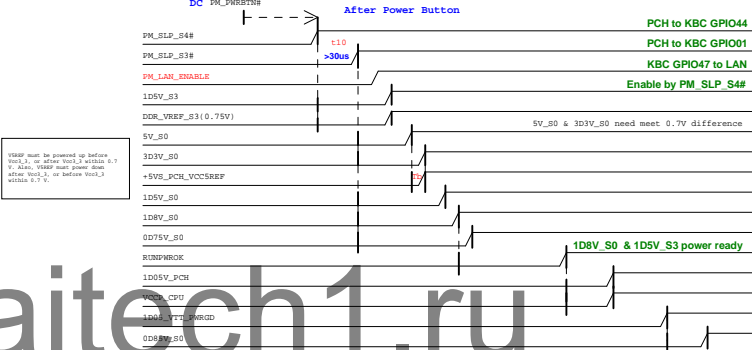 DC PM_PWRBTN#
After Power Button
PM_SLP_S4#
PCH to KBC GPIO44
t10
PM_SLP_S3#
>30us
PCH to KBC GPIO01
PM_LAN_ENABLE
KBC GPIO47 to LAN
1D5V_S3
Enable by PM_SLP_S4#
DDR_VREF_S3(0.75V)
5V_S0 & 3D3V_S0 need meet 0.7V difference
5V_S0
V5REF must be powered up before
Vcc3_3, or after Vcc3_3 within 0.7
V. Also, V5REF must power down
after Vcc3_3, or before Vcc3_3
within 0.7 V.
3D3V_S0
+5VS_PCH_VCC5REF
Tb
1D5V_S0
1D8V_S0
0D75V_S0
1D8V_S0 & 1D5V_S3 power ready
RUNPWROK
1D05V_PCH
VCCP_CPU
1D05_VTT_PWRGD
0D85V_S0
aitech1.ru